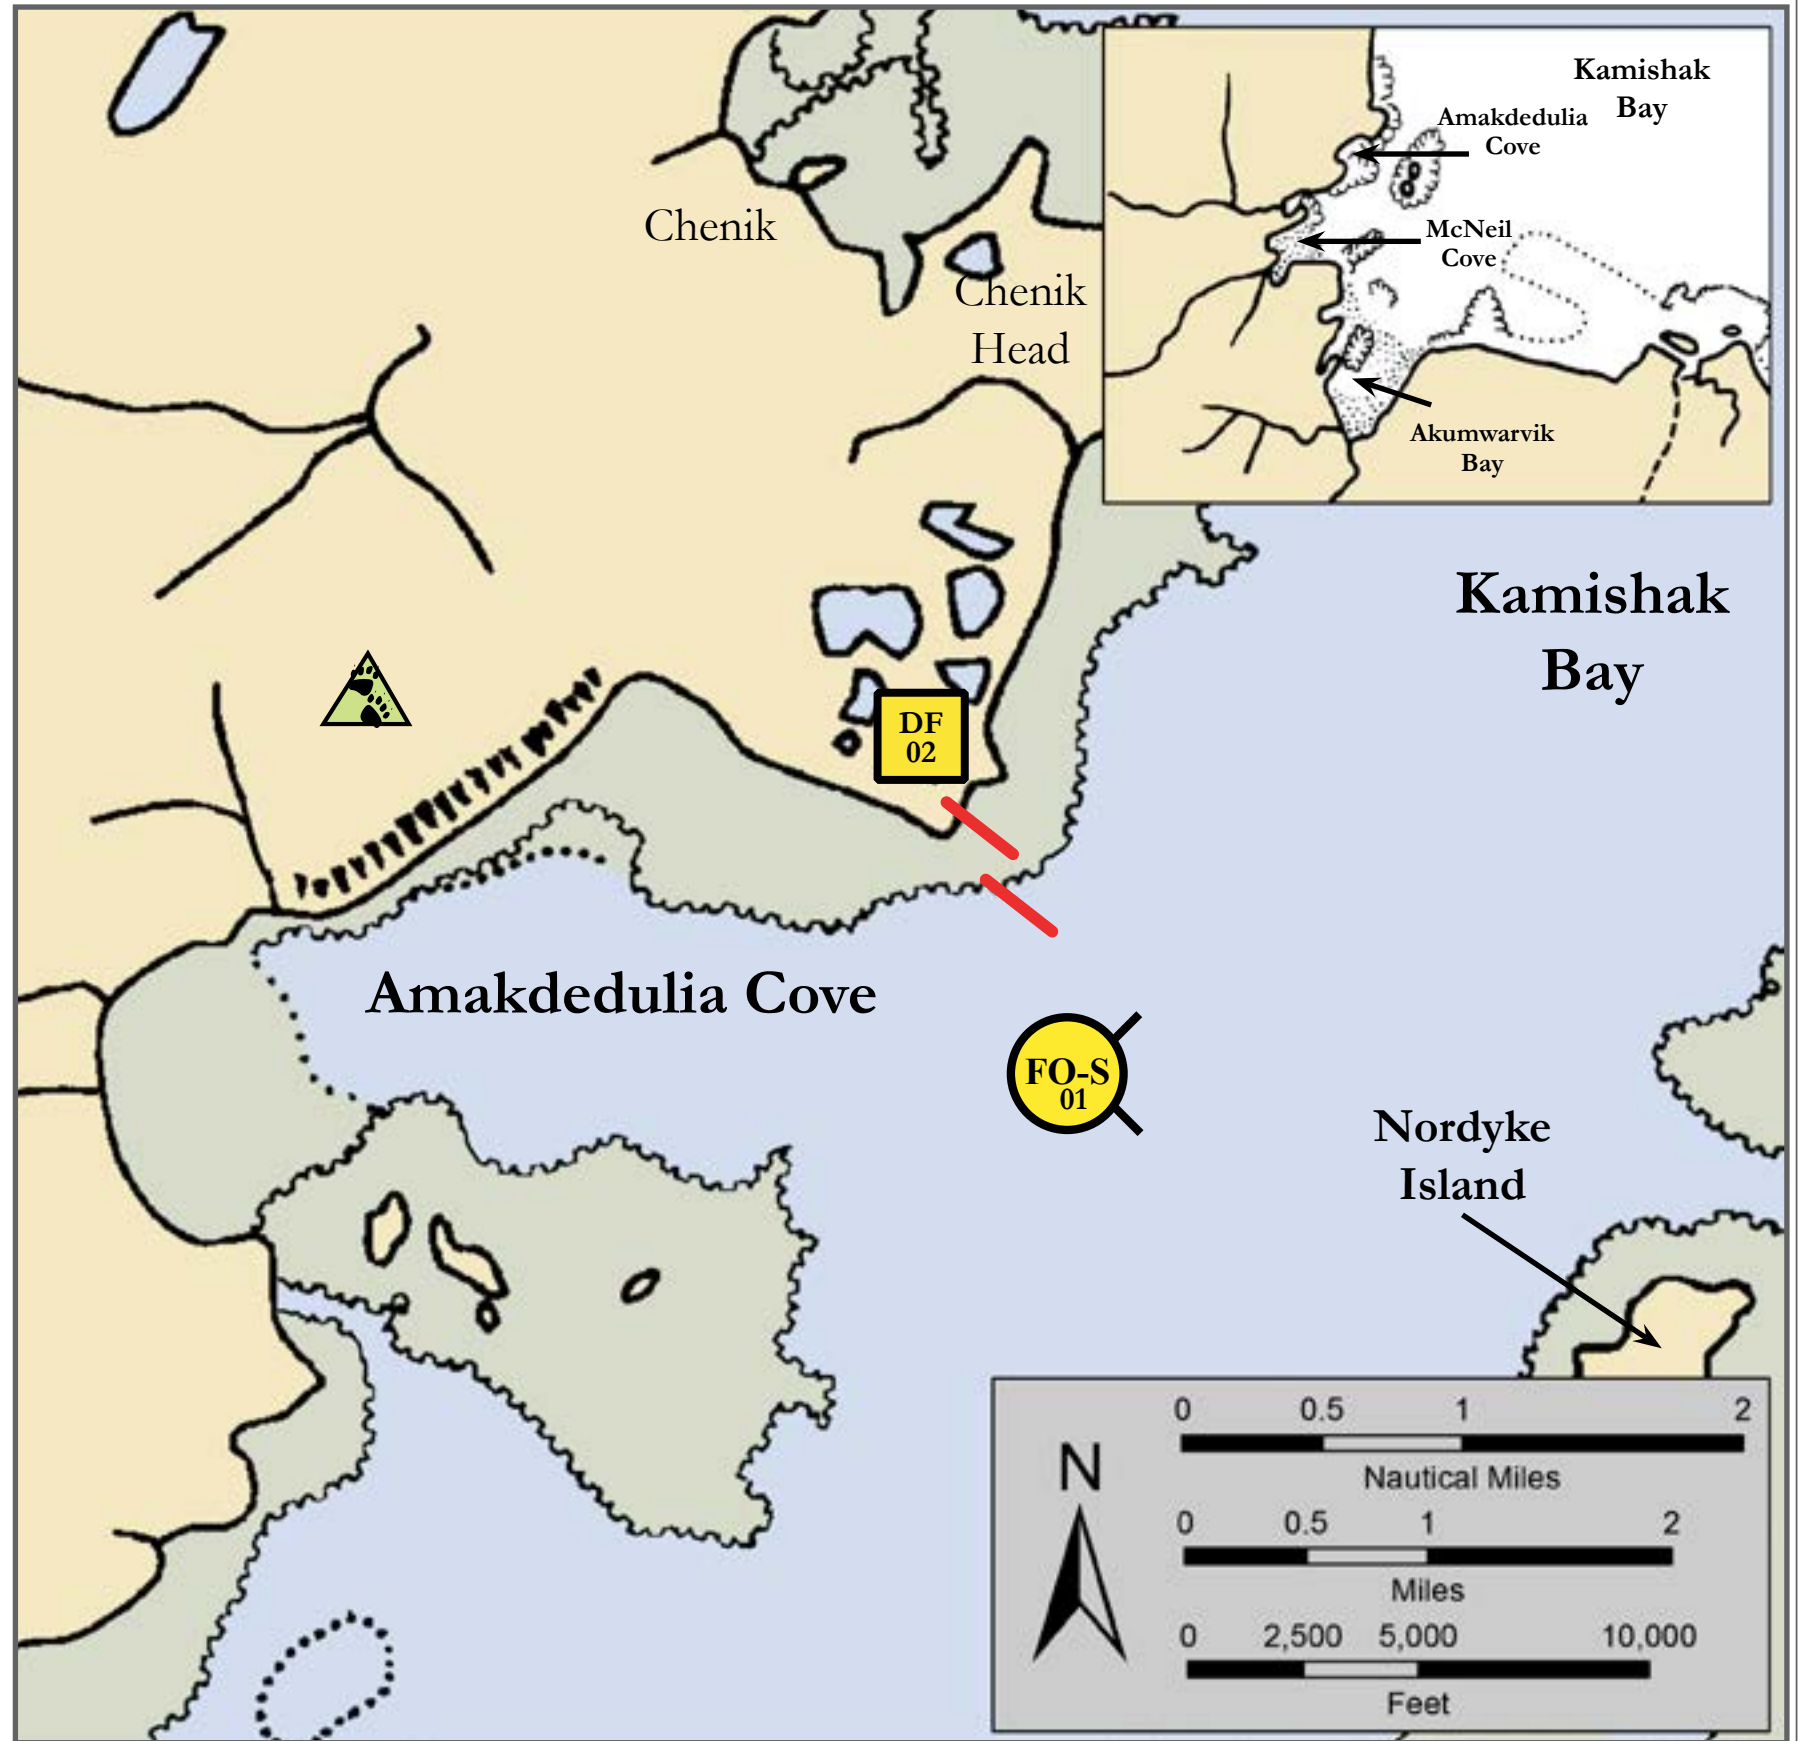 Kamishak
Bay
Amakdedulia
Cove
McNeil
Cove
Akumwarvik
Bay
Chenik
Chenik
Head
Kamishak
Bay
DF
02
Amakdedulia Cove
FO-S
01
Nordyke
Island
N
0 0.5 1 2
Nautical Miles
0 0.5 1 2
Miles
0 2,500 5,000 10,000
Feet